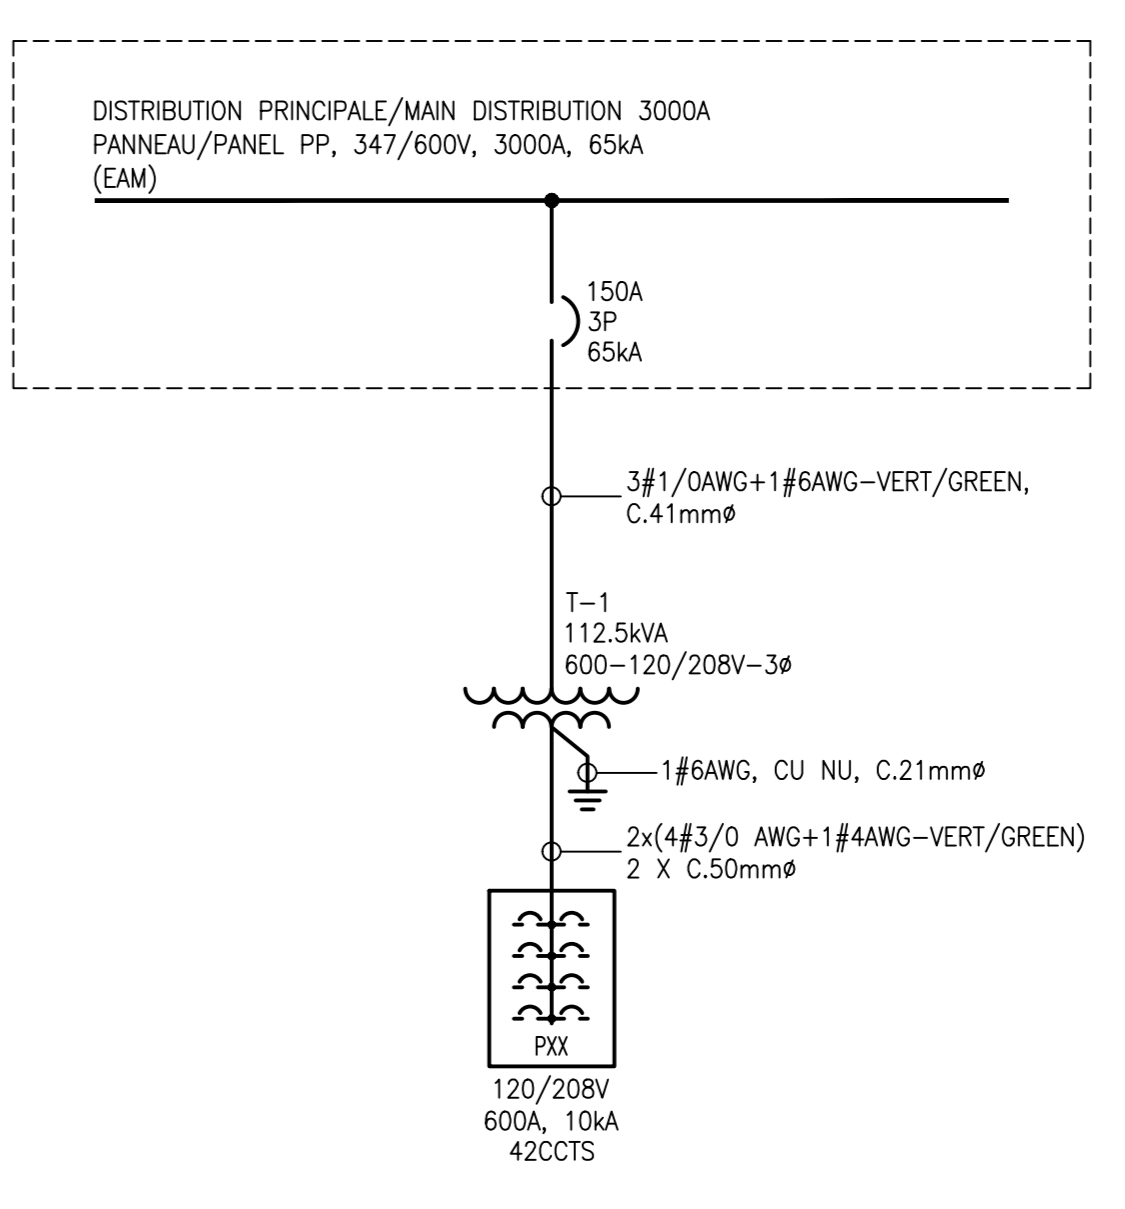 DISTRIBUTION PRINCIPALE/MAIN DISTRIBUTION 3000A
PANNEAU/PANEL PP, 347/600V, 3000A, 65kA
(EAM)
150A
3P
65kA
3#1/0AWG+1#6AWG-VERT/GREEN,
C.41mmø
T-1
112.5kVA
600-120/208V-3ø
1#6AWG, CU NU, C.21mmø
2x(4#3/0 AWG+1#4AWG-VERT/GREEN)
2 X C.50mmø
PXX
120/208V
600A, 10kA
42CCTS